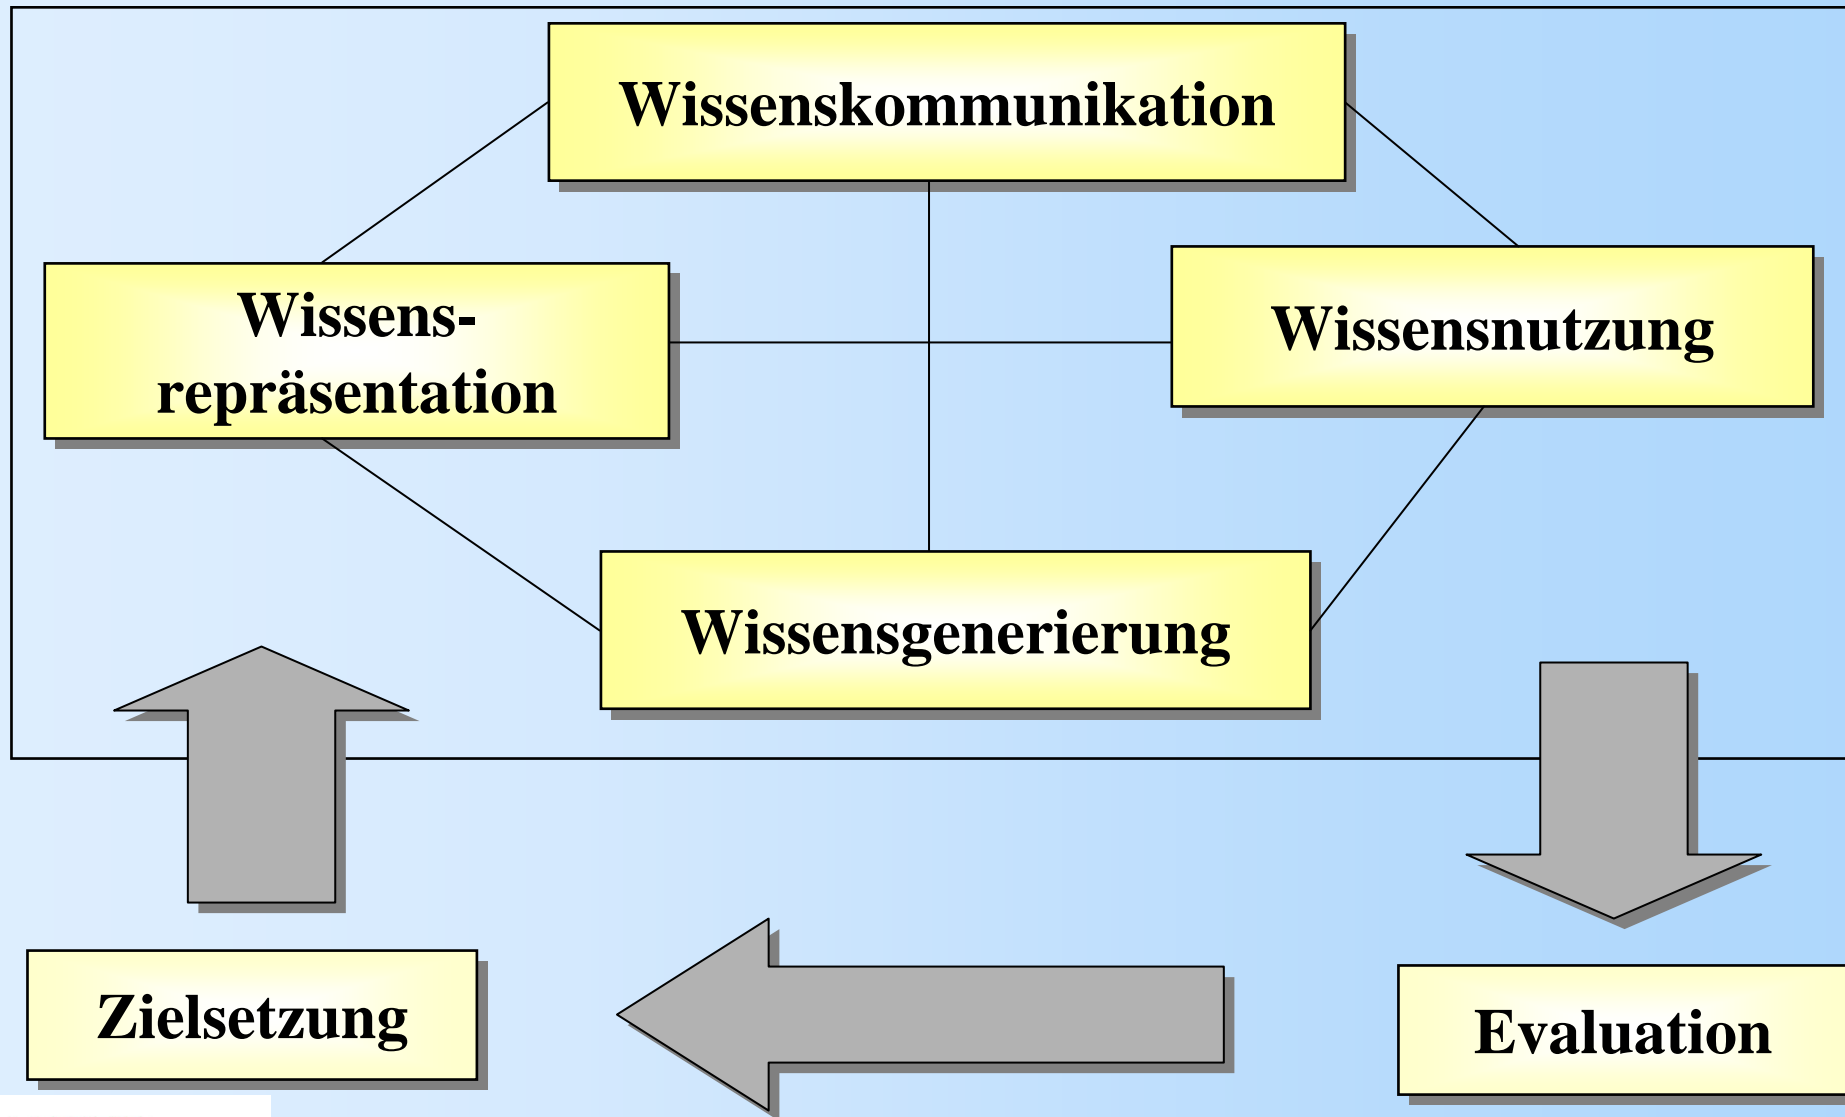 Wissenskommunikation
Wissens-
repräsentation
Wissensnutzung
Wissensgenerierung
Zielsetzung
Evaluation